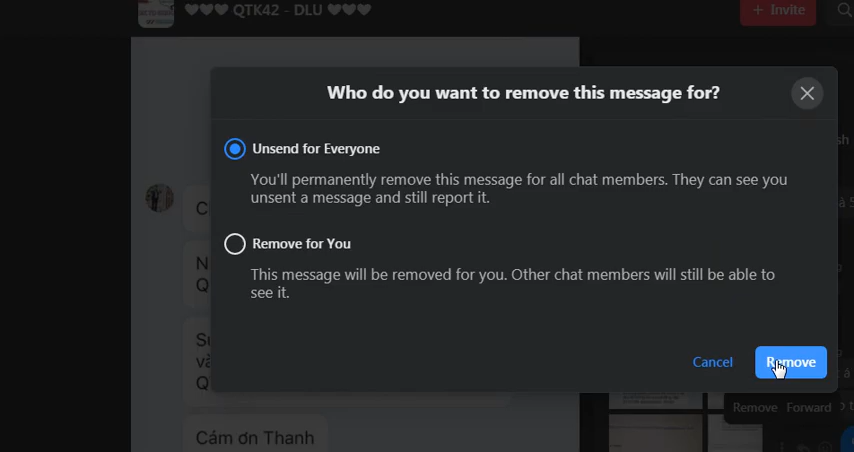 ♥♥♥ QTK42 - DLU ♥♥♥
+ Invite
Who do you want to remove this message for?
Unsend for Everyone
You'll permanently remove this message for all chat members. They can see you
unsent a message and still report it.
Remove for You
This message will be removed for you. Other chat members will still be able to
see it.
Cancel
Remove
Remove Forward
Cám ơn Thanh